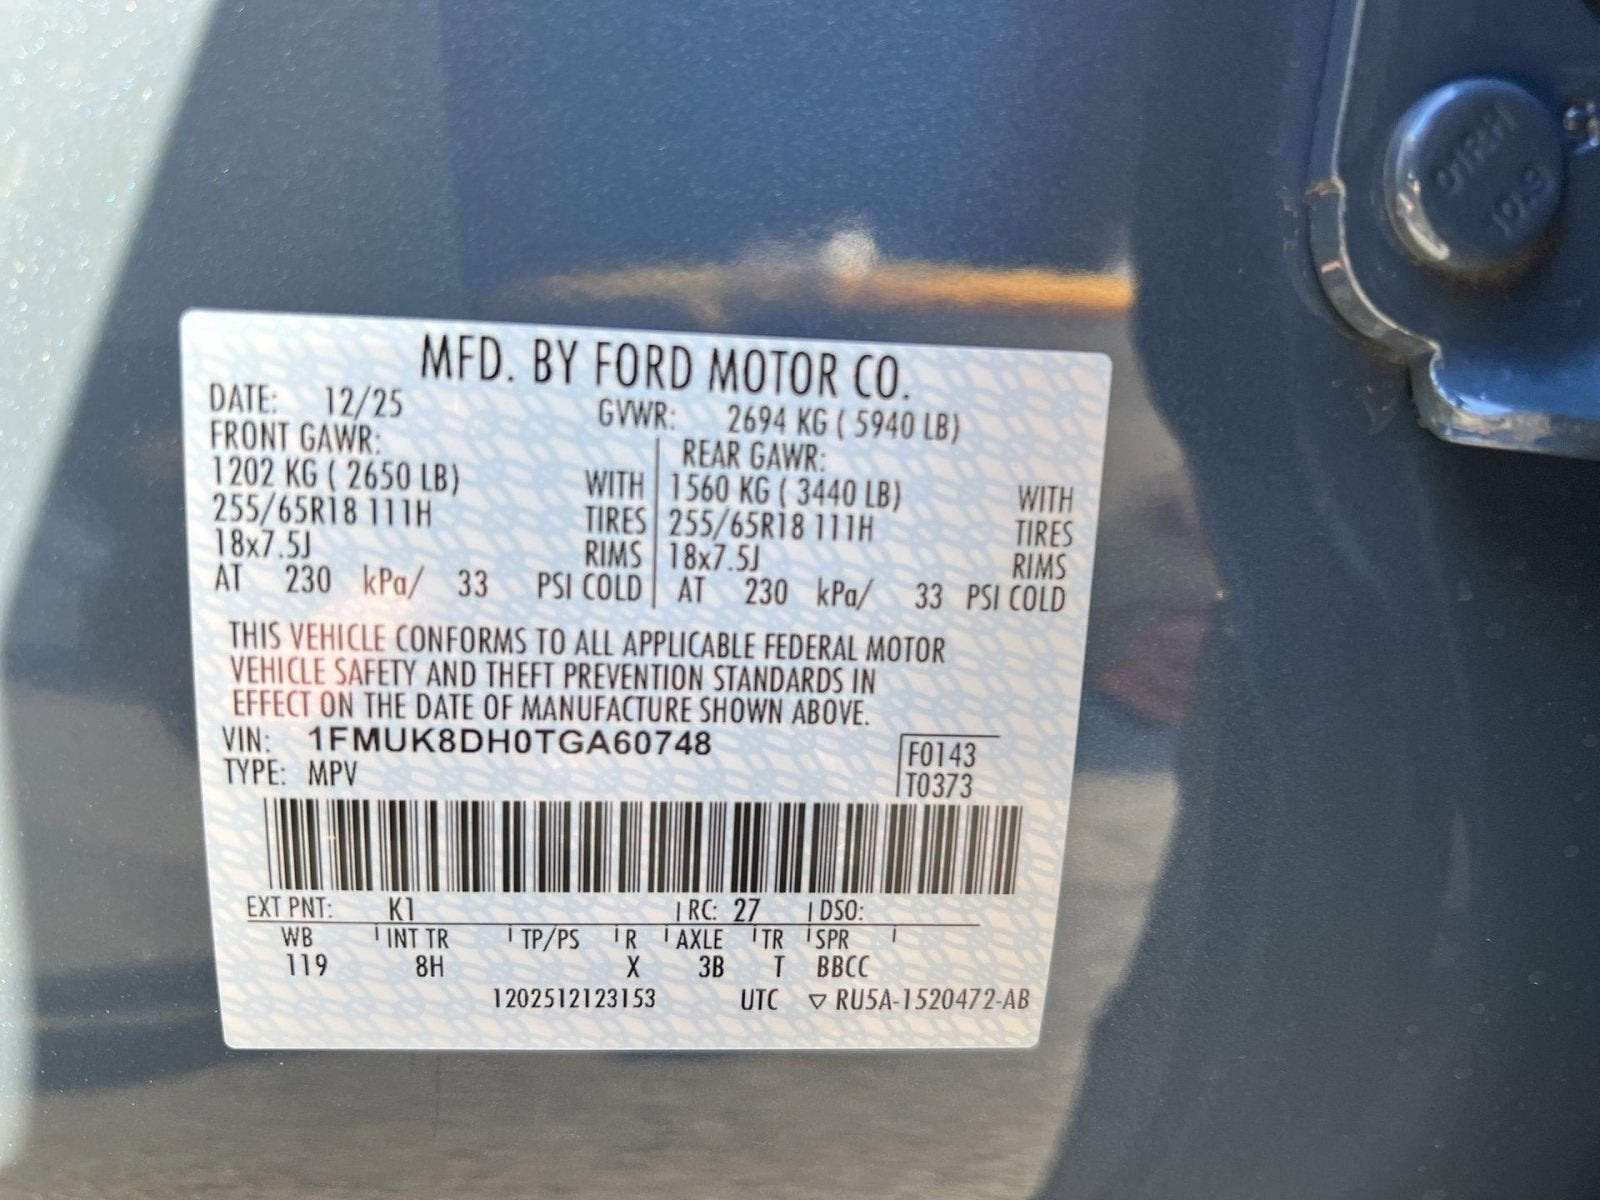 MFD. BY FORD MOTOR CO.
DATE: 12/25 GVWR: 2694 KG ( 5940 LB)
FRONT GAWR: REAR GAWR:
1202 KG ( 2650 LB) WITH 1560 KG ( 3440 LB) WITH
255/65R18 111H TIRES 255/65R18 111H TIRES
18x7.5J RIMS 18x7.5J RIMS
AT 230 kPa/ 33 PSI COLD AT 230 kPa/ 33 PSI COLD
THIS VEHICLE CONFORMS TO ALL APPLICABLE FEDERAL MOTOR
VEHICLE SAFETY AND THEFT PREVENTION STANDARDS IN
EFFECT ON THE DATE OF MANUFACTURE SHOWN ABOVE.
VIN: 1FMUK8DH0TGA60748 F0143
TYPE: MPV T0373
EXT PNT: K1 RC: 27 DSO:
WB INT TR TP/PS R AXLE TR SPR
119 8H X 3B T BBCC
1202512123153 UTC ▽ RU5A-1520472-AB